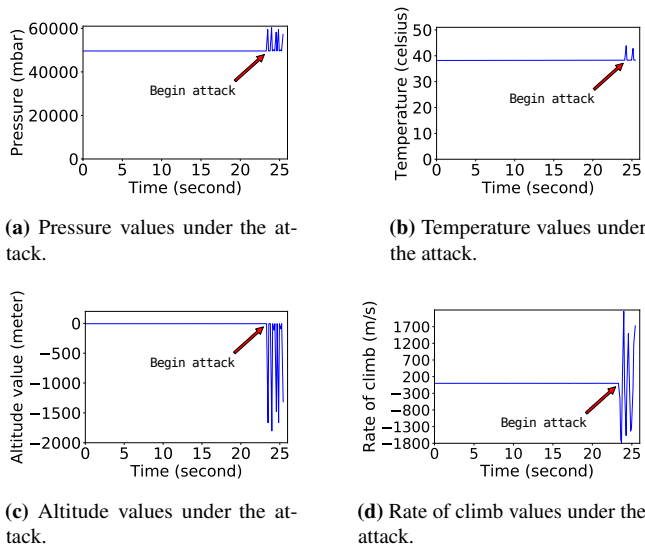 60000
40000
20000
0
Pressure (mbar)
Begin attack
0 5 10 15 20 25
Time (second)
(a) Pressure values under the at-
tack.
50
40
30
20
10
0
Temperature (celsius)
Begin attack
0 5 10 15 20 25
Time (second)
(b) Temperature values under
the attack.
0
−500
−1000
−1500
−2000
Altitude value (meter)
Begin attack
0 5 10 15 20 25
Time (second)
(c) Altitude values under the at-
tack.
1700
1200
700
200
−300
−800
−1300
−1800
Rate of climb (m/s)
Begin attack
0 5 10 15 20 25
Time (second)
(d) Rate of climb values under the
attack.